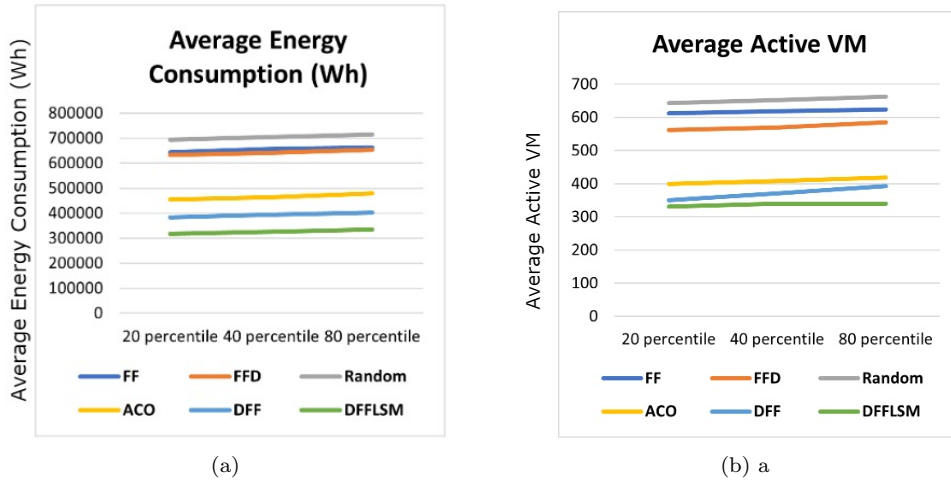 Average Energy
Consumption (Wh)
Average Energy Consumption (Wh)
800000
700000
600000
500000
400000
300000
200000
100000
0
20 percentile 40 percentile 80 percentile
FF FFD Random
ACO DFF DFFLSM
(a)
Average Active VM
Average Active VM
700
600
500
400
300
200
100
0
20 percentile 40 percentile 80 percentile
FF FFD Random
ACO DFF DFFLSM
(b) a